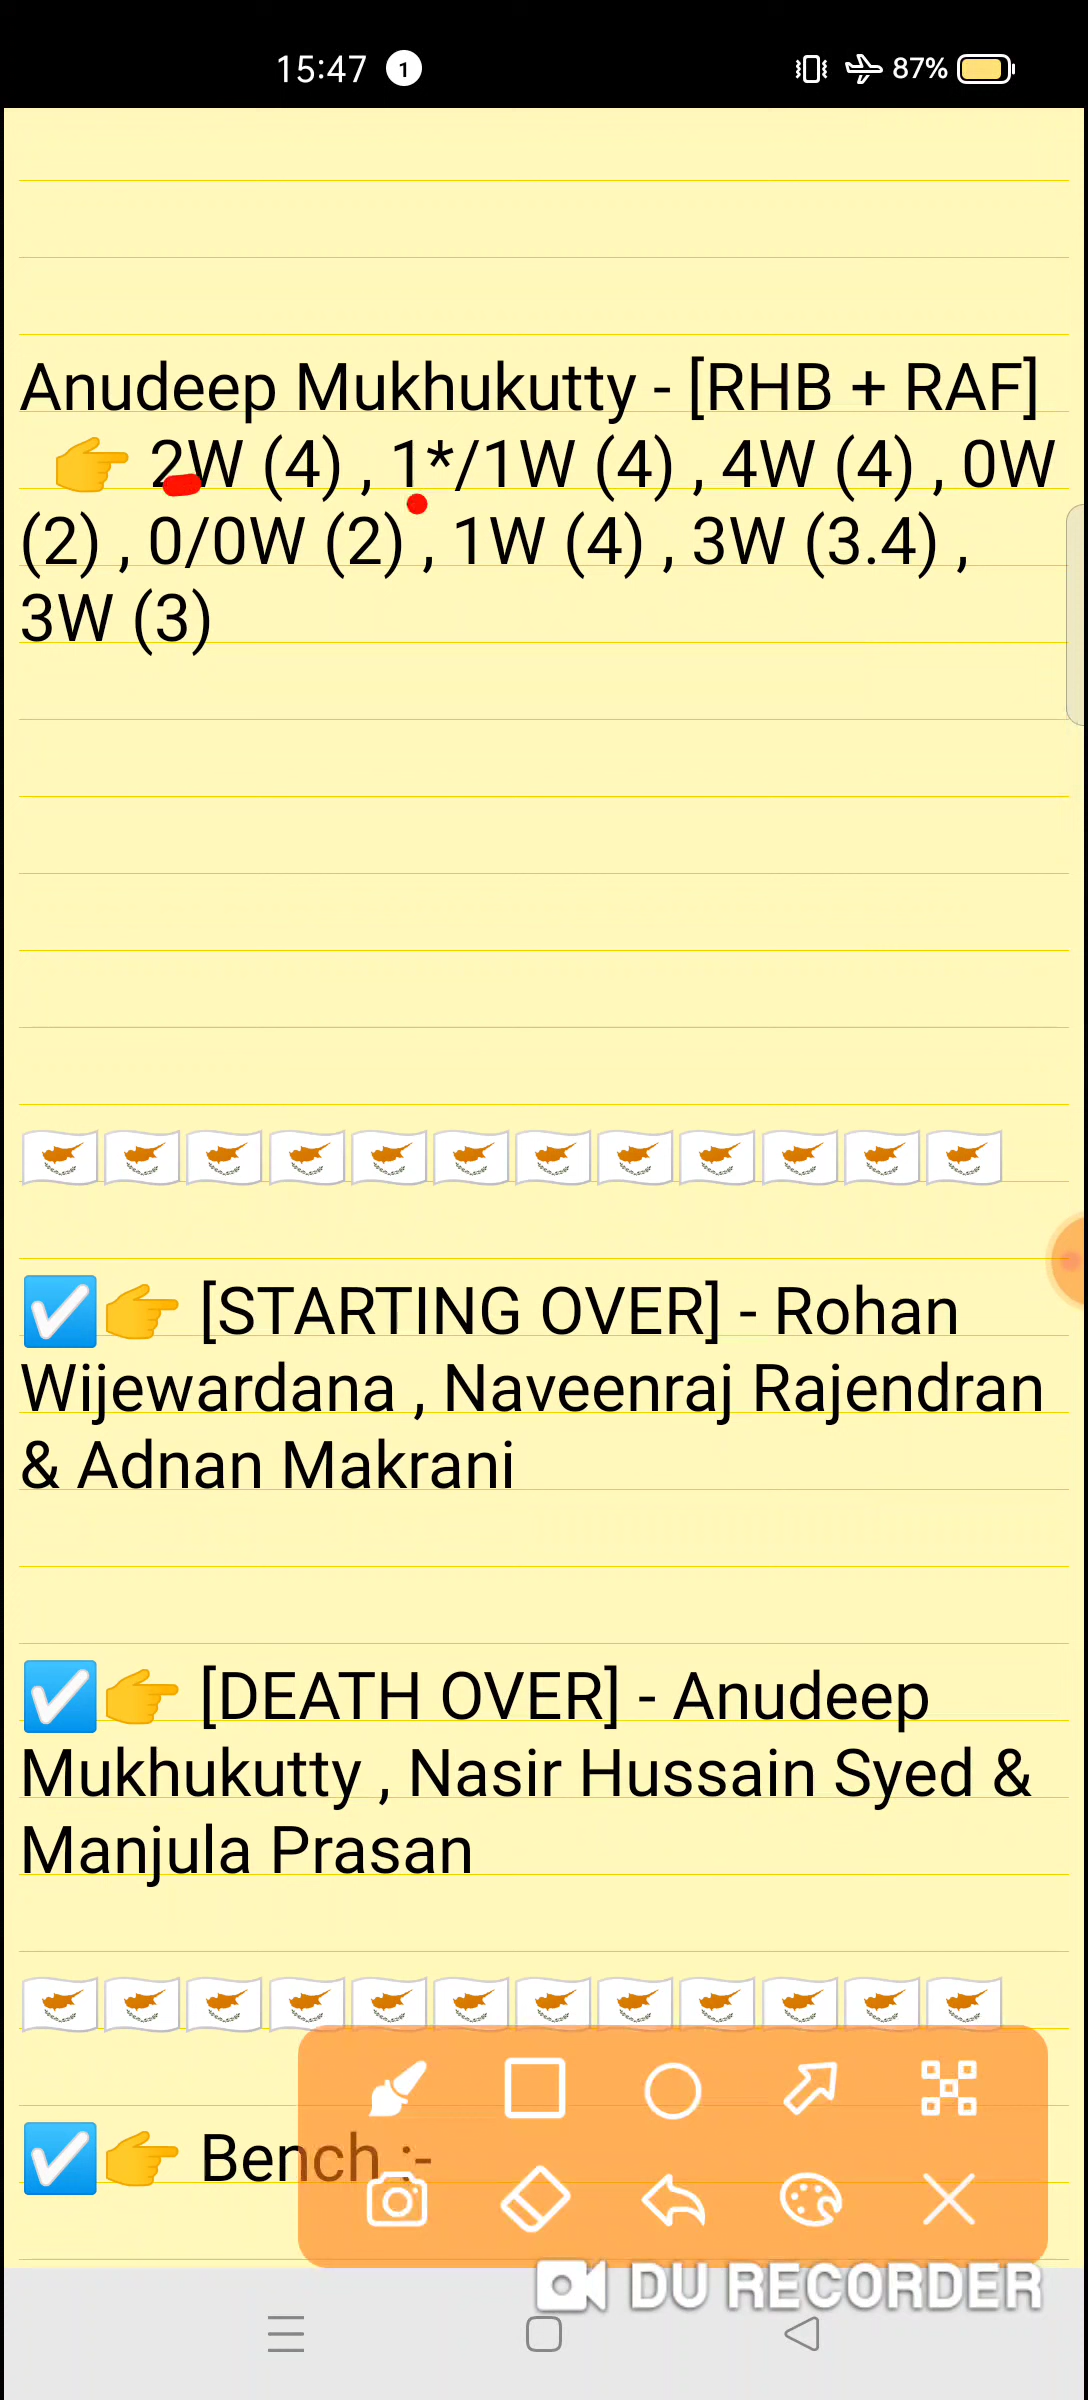 15:47 1 87%
Anudeep Mukhukutty - [RHB + RAF]
👉 2W (4) , 1*/1W (4) , 4W (4) , 0W
(2) , 0/0W (2) , 1W (4) , 3W (3.4) ,
3W (3)
☑👉 [STARTING OVER] - Rohan
Wijewardana , Naveenraj Rajendran
& Adnan Makrani
☑👉 [DEATH OVER] - Anudeep
Mukhukutty , Nasir Hussain Syed &
Manjula Prasan
☑👉 Bench :-
DU RECORDER